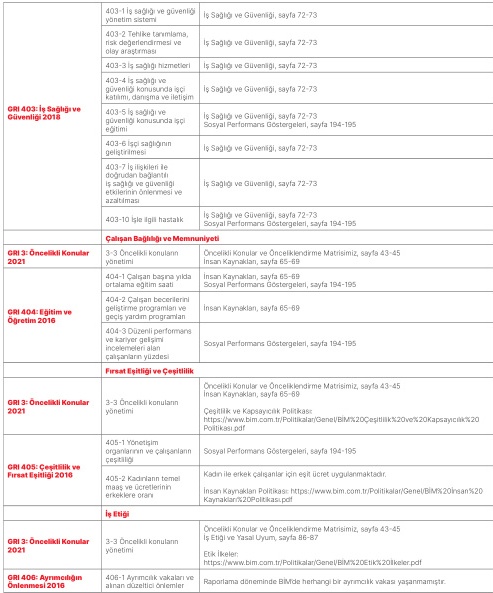 403-1 İş sağlığı ve güvenliği
yönetim sistemi
İş Sağlığı ve Güvenliği, sayfa 72-73
403-2 Tehlike tanımlama,
risk değerlendirmesi ve
olay araştırması
İş Sağlığı ve Güvenliği, sayfa 72-73
403-3 İş sağlığı hizmetleri
İş Sağlığı ve Güvenliği, sayfa 72-73
403-4 İş sağlığı ve
güvenliği konusunda işçi
katılımı, danışma ve iletişim
İş Sağlığı ve Güvenliği, sayfa 72-73
GRI 403: İş Sağlığı ve
Güvenliği 2018
403-5 İş sağlığı ve
güvenliği konusunda işçi
eğitimi
İş Sağlığı ve Güvenliği, sayfa 72-73
Sosyal Performans Göstergeleri, sayfa 194-195
403-6 İşçi sağlığının
geliştirilmesi
İş Sağlığı ve Güvenliği, sayfa 72-73
403-7 İş ilişkileri ile
doğrudan bağlantılı
iş sağlığı ve güvenliği
etkilerinin önlenmesi ve
azaltılması
İş Sağlığı ve Güvenliği, sayfa 72-73
403-10 İşle ilgili hastalık
İş Sağlığı ve Güvenliği, sayfa 72-73
Sosyal Performans Göstergeleri, sayfa 194-195
Çalışan Bağlılığı ve Memnuniyeti
GRI 3: Öncelikli Konular
2021
3-3 Öncelikli konuların
yönetimi
Öncelikli Konular ve Önceliklendirme Matrisimiz, sayfa 43-45
İnsan Kaynakları, sayfa 65-69
404-1 Çalışan başına yılda
ortalama eğitim saati
İnsan Kaynakları, sayfa 65-69
Sosyal Performans Göstergeleri, sayfa 194-195
GRI 404: Eğitim ve
Öğretim 2016
404-2 Çalışan becerilerini
geliştirme programları ve
geçiş yardım programları
İnsan Kaynakları, sayfa 65-69
404-3 Düzenli performans
ve kariyer gelişimi
incelemeleri alan
çalışanların yüzdesi
Sosyal Performans Göstergeleri, sayfa 194-195
Fırsat Eşitliği ve Çeşitlilik
GRI 3: Öncelikli Konular
2021
3-3 Öncelikli konuların
yönetimi
Öncelikli Konular ve Önceliklendirme Matrisimiz, sayfa 43-45
İnsan Kaynakları, sayfa 65-69
Çeşitlilik ve Kapsayıcılık Politikası:
https://www.bim.com.tr/Politikalar/Genel/BİM%20Çeşitlilik%20ve%20Kapsayıcılık%20
Politikası.pdf
GRI 405: Çeşitlilik ve
Fırsat Eşitliği 2016
405-1 Yönetişim
organlarının ve çalışanların
çeşitliliği
Sosyal Performans Göstergeleri, sayfa 194-195
405-2 Kadınların temel
maaş ve ücretlerinin
erkeklere oranı
Kadın ile erkek çalışanlar için eşit ücret uygulanmaktadır.
İnsan Kaynakları Politikası: https://www.bim.com.tr/Politikalar/Genel/BİM%20İnsan%20
Kaynakları%20Politikası.pdf
İş Etiği
GRI 3: Öncelikli Konular
2021
3-3 Öncelikli konuların
yönetimi
Öncelikli Konular ve Önceliklendirme Matrisimiz, sayfa 43-45
İş Etiği ve Yasal Uyum, sayfa 86-87
Etik İlkeler:
https://www.bim.com.tr/Politikalar/Genel/BİM%20Etik%20İlkeler.pdf
GRI 406: Ayrımcılığın
Önlenmesi 2016
406-1 Ayrımcılık vakaları ve
alınan düzeltici önlemler
Raporlama döneminde BİM'de herhangi bir ayrımcılık vakası yaşanmamıştır.